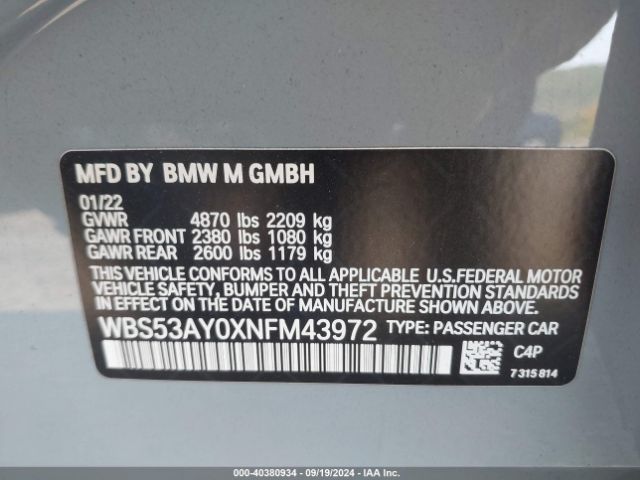 MFD BY BMW M GMBH
01/22
GVWR 4870 lbs 2209 kg
GAWR FRONT 2380 lbs 1080 kg
GAWR REAR 2600 lbs 1179 kg
THIS VEHICLE CONFORMS TO ALL APPLICABLE U.S.FEDERAL MOTOR
VEHICLE SAFETY, BUMPER AND THEFT PREVENTION STANDARDS
IN EFFECT ON THE DATE OF MANUFACTURE SHOWN ABOVE.
WBS53AY0XNFM43972 TYPE: PASSENGER CAR
C4P
7 315 814
000-40380934 - 09/19/2024 - IAA Inc.